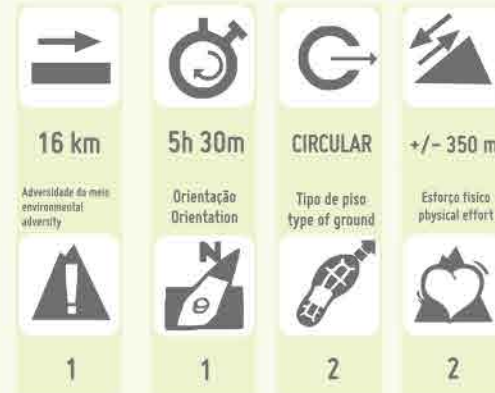 16 km
5h 30m
CIRCULAR
+/- 350 m
Adversidade do meio
environmental
adversity
Orientação
Orientation
Tipo de piso
type of ground
Esforço físico
physical effort
N
e
1
1
2
2